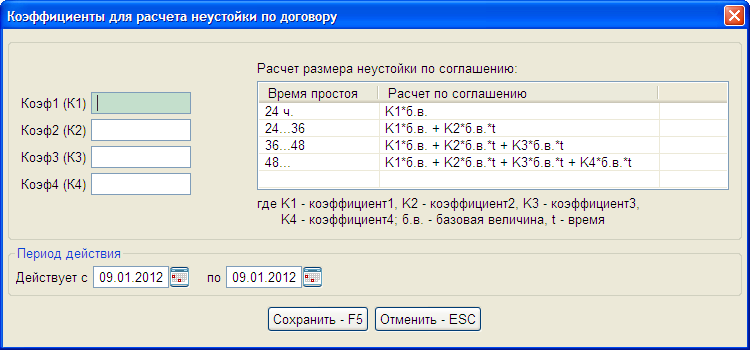 Коэффициенты для расчета неустойки по договору
Расчет размера неустойки по соглашению:
Коэф1 (К1)
Коэф2 (К2)
Коэф3 (К3)
Коэф4 (К4)
Время простоя Расчет по соглашению
24 ч. К1*б.в.
24...36 К1*б.в. + К2*б.в.*t
36...48 К1*б.в. + К2*б.в.*t + К3*б.в.*t
48... К1*б.в. + К2*б.в.*t + К3*б.в.*t + К4*б.в.*t
где К1 - коэффициент1, К2 - коэффициент2, К3 - коэффициент3,
К4 - коэффициент4; б.в. - базовая величина, t - время
Период действия
Действует с 09.01.2012 по 09.01.2012
Сохранить - F5 Отменить - ESC